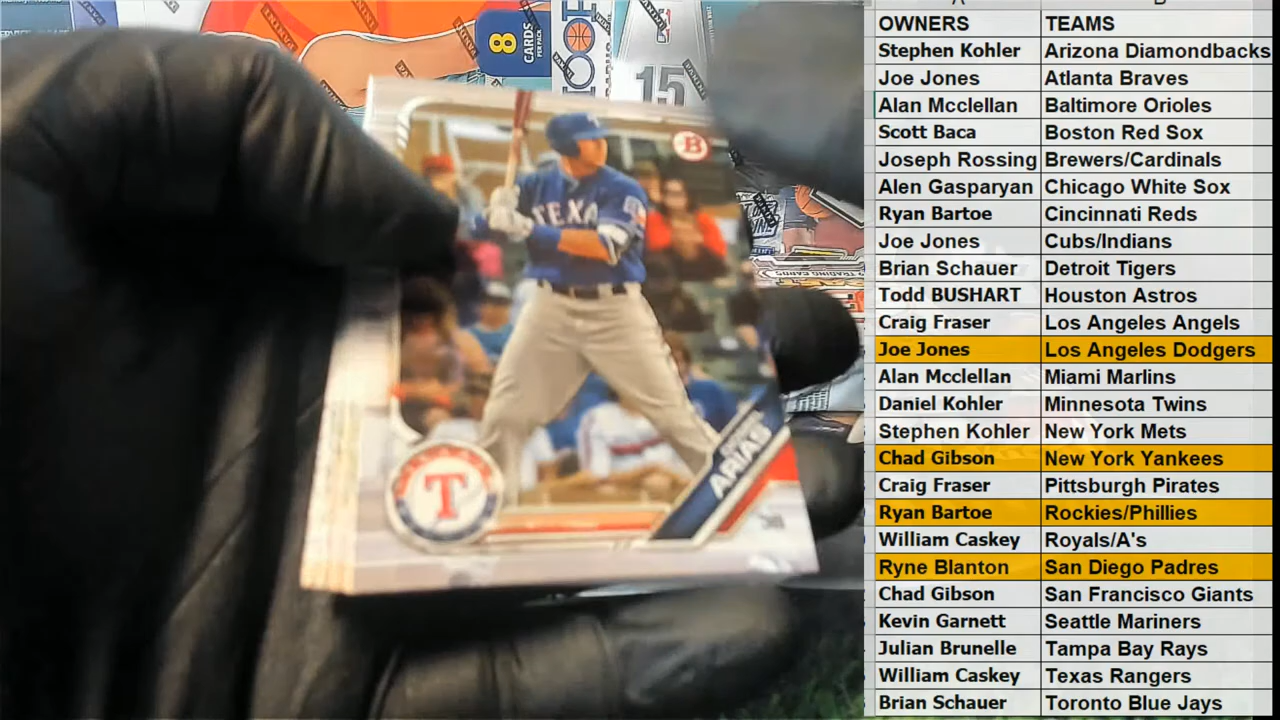 8
CARDS
PER PACK
15
B
TEXA
ARIAS
T
OWNERS TEAMS
Stephen Kohler Arizona Diamondbacks
Joe Jones Atlanta Braves
Alan Mcclellan Baltimore Orioles
Scott Baca Boston Red Sox
Joseph Rossing Brewers/Cardinals
Alen Gasparyan Chicago White Sox
Ryan Bartoe Cincinnati Reds
Joe Jones Cubs/Indians
Brian Schauer Detroit Tigers
Todd BUSHART Houston Astros
Craig Fraser Los Angeles Angels
Joe Jones Los Angeles Dodgers
Alan Mcclellan Miami Marlins
Daniel Kohler Minnesota Twins
Stephen Kohler New York Mets
Chad Gibson New York Yankees
Craig Fraser Pittsburgh Pirates
Ryan Bartoe Rockies/Phillies
William Caskey Royals/A's
Ryne Blanton San Diego Padres
Chad Gibson San Francisco Giants
Kevin Garnett Seattle Mariners
Julian Brunelle Tampa Bay Rays
William Caskey Texas Rangers
Brian Schauer Toronto Blue Jays